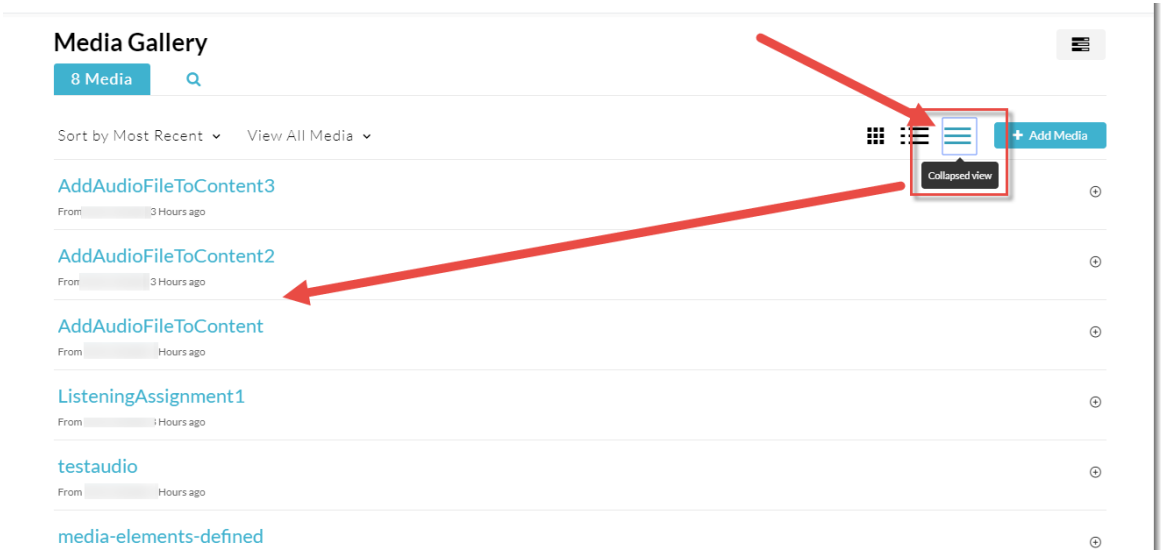 Media Gallery
8 Media
Sort by Most Recent View All Media
+ Add Media
Collapsed view
AddAudioFileToContent3
From 3 Hours ago
AddAudioFileToContent2
From 3 Hours ago
AddAudioFileToContent
From Hours ago
ListeningAssignment1
From Hours ago
testaudio
From Hours ago
media-elements-defined